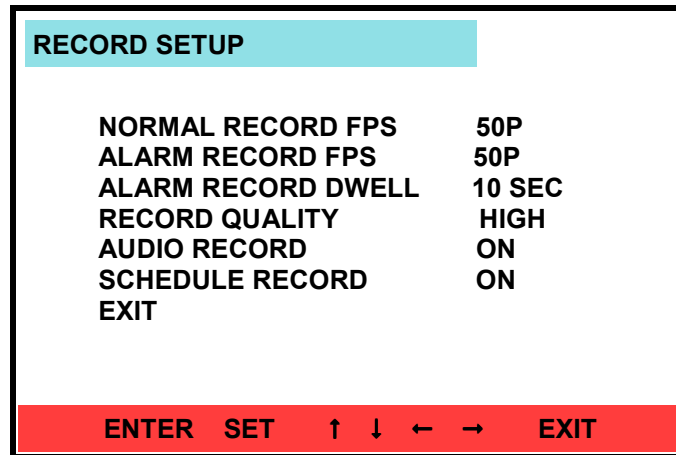 RECORD SETUP
NORMAL RECORD FPS 50P
ALARM RECORD FPS 50P
ALARM RECORD DWELL 10 SEC
RECORD QUALITY HIGH
AUDIO RECORD ON
SCHEDULE RECORD ON
EXIT
ENTER SET ↑ ↓ ← → EXIT